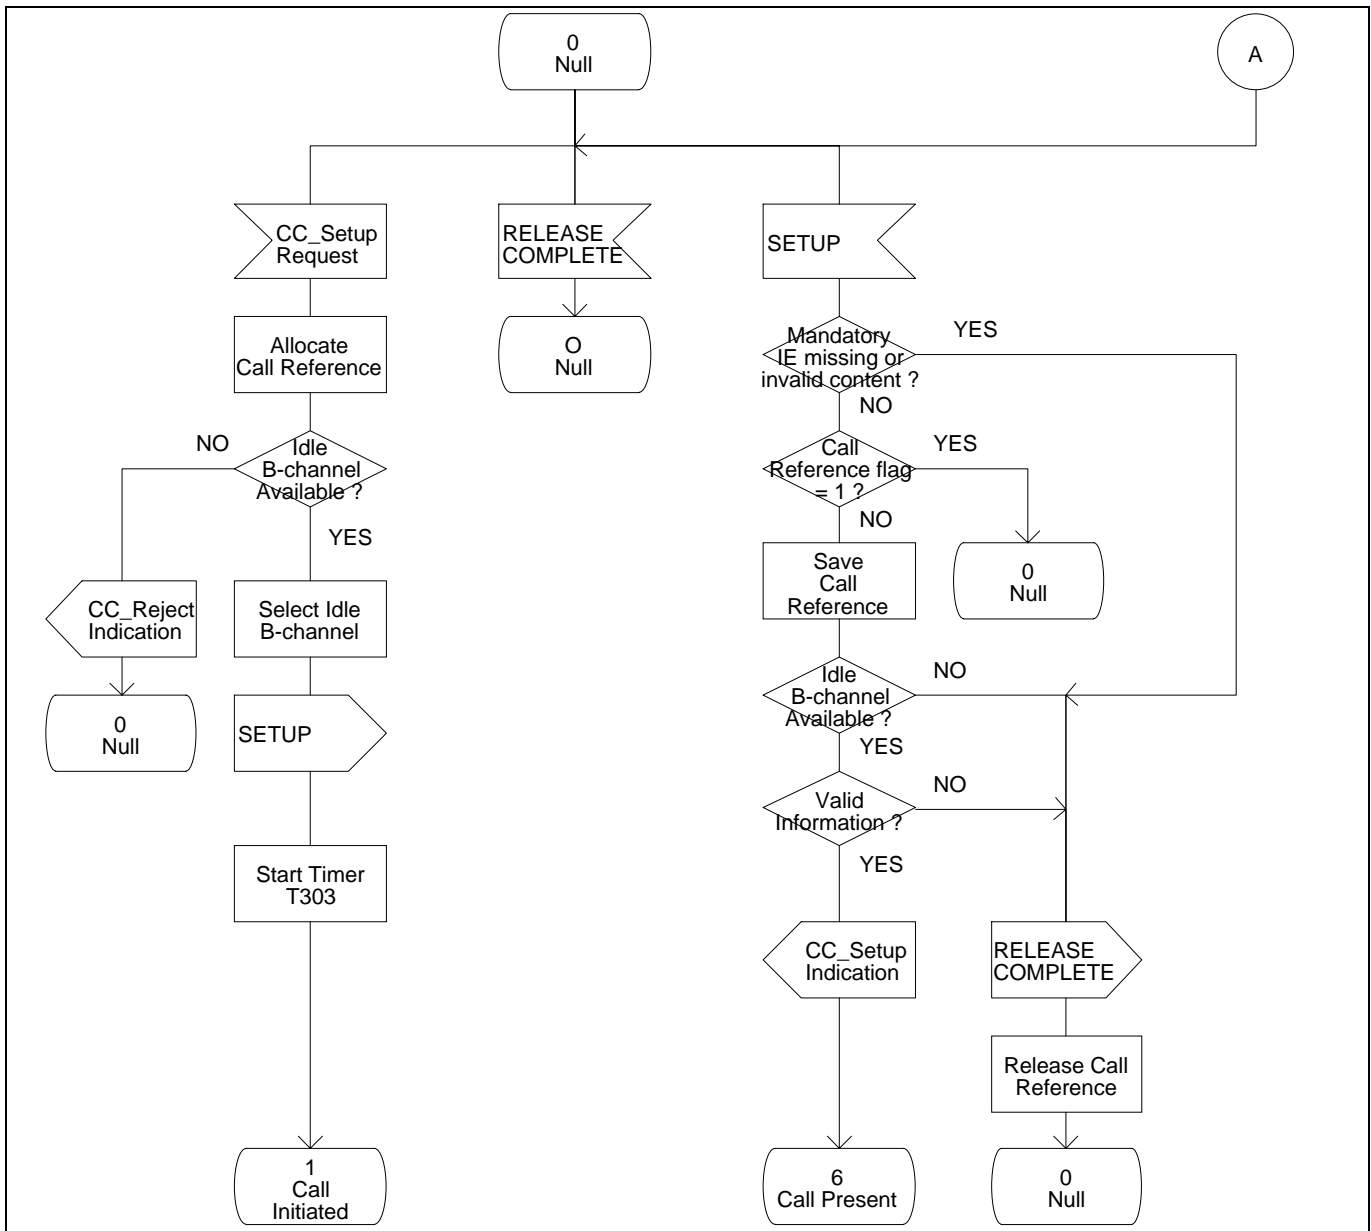 0
Null
A
CC_Setup
Request
RELEASE
COMPLETE
SETUP
Allocate
Call Reference
O
Null
Mandatory
IE missing or
invalid content ?
YES
NO
NO
Idle
B-channel
Available ?
YES
Call
Reference flag
= 1 ?
YES
NO
CC_Reject
Indication
Select Idle
B-channel
Save
Call
Reference
0
Null
0
Null
SETUP
Idle
B-channel
Available ?
NO
YES
Valid
Information ?
NO
YES
Start Timer
T303
CC_Setup
Indication
RELEASE
COMPLETE
Release Call
Reference
1
Call
Initiated
6
Call Present
0
Null